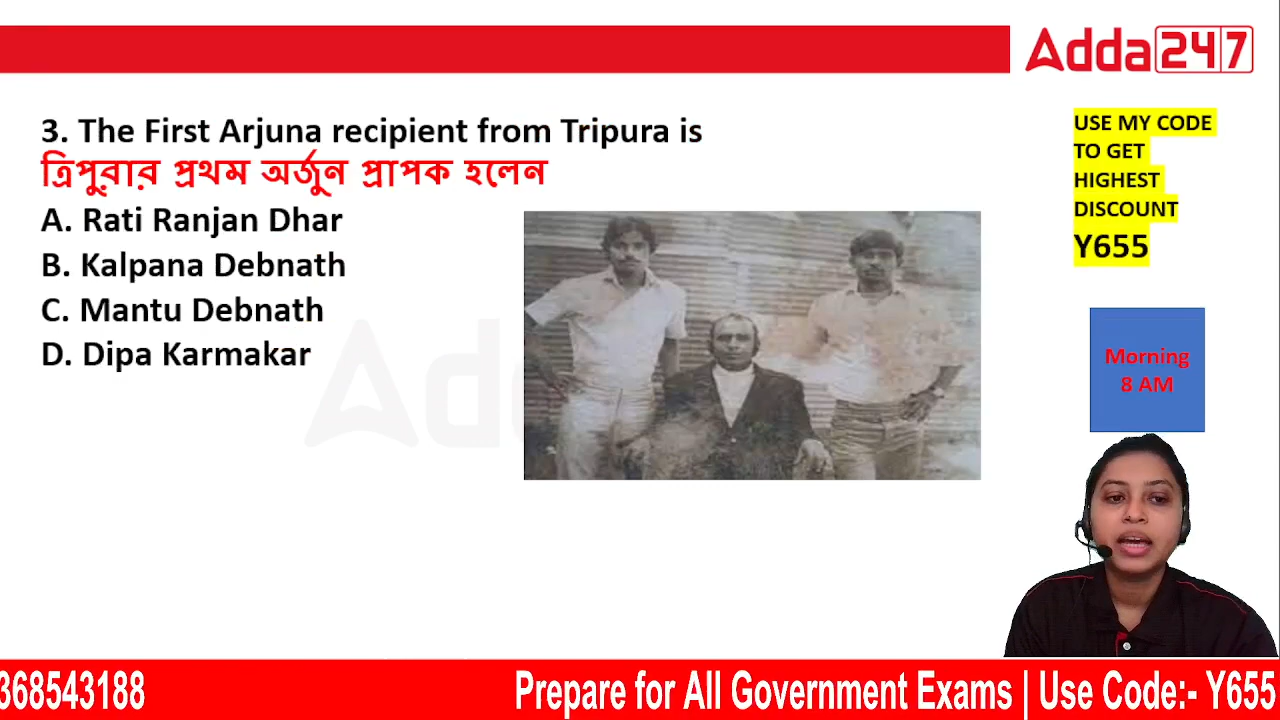 Adda247
3. The First Arjuna recipient from Tripura is
ত্রিপুরার প্রথম অর্জুন প্রাপক হলেন
A. Rati Ranjan Dhar
B. Kalpana Debnath
C. Mantu Debnath
D. Dipa Karmakar
USE MY CODE
TO GET
HIGHEST
DISCOUNT
Y655
Morning
8 AM
368543188
Prepare for All Government Exams | Use Code:- Y655